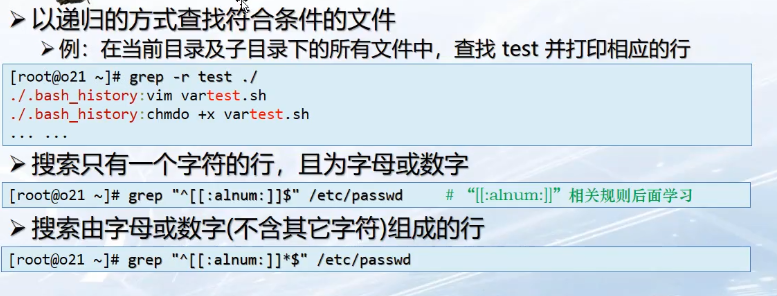 ➢以递归的方式查找符合条件的文件
➢例：在当前目录及子目录下的所有文件中，查找 test 并打印相应的行
[root@o21 ~]# grep -r test ./
./.bash_history:vim vartest.sh
./.bash_history:chmdo +x vartest.sh
... ...
➢搜索只有一个字符的行，且为字母或数字
[root@o21 ~]# grep "^[[:alnum:]]$" /etc/passwd # “[[:alnum:]]”相关规则后面学习
➢搜索由字母或数字(不含其它字符)组成的行
[root@o21 ~]# grep "^[[:alnum:]]*$" /etc/passwd